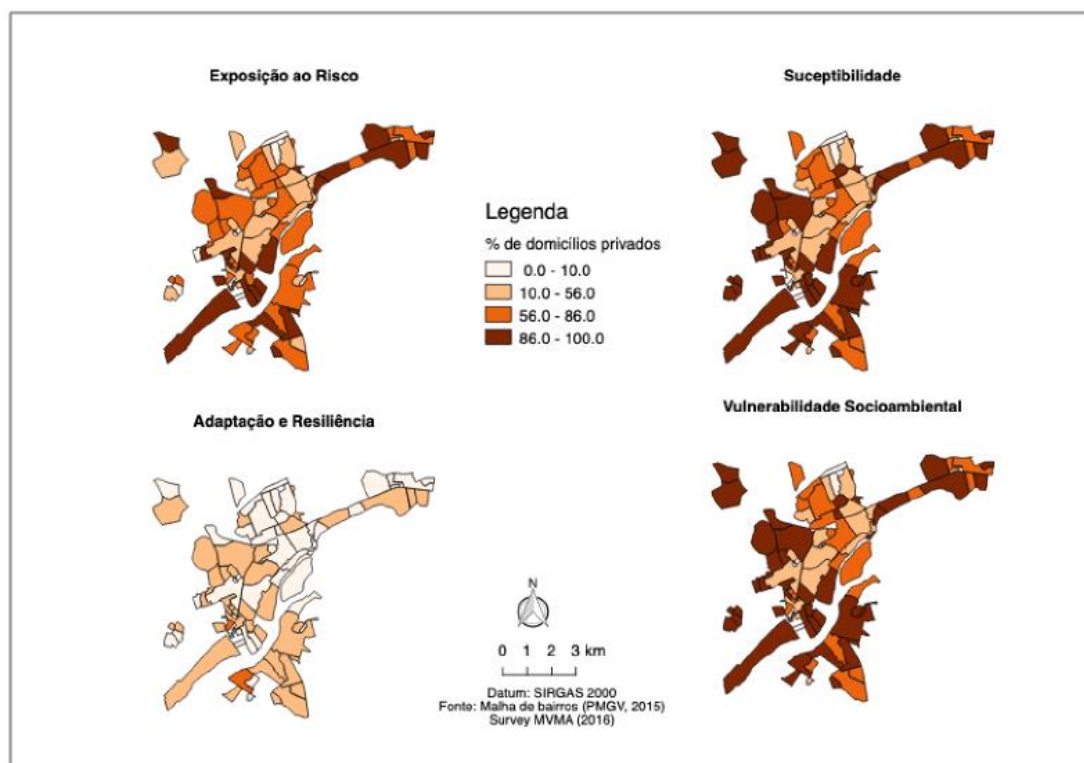 Exposição ao Risco
Suceptibilidade
Legenda
% de domicílios privados
0.0 - 10.0
10.0 - 56.0
56.0 - 86.0
86.0 - 100.0
Adaptação e Resiliência
Vulnerabilidade Socioambiental
N
0 1 2 3 km
Datum: SIRGAS 2000
Fonte: Malha de bairros (PMGV, 2015)
Survey MVMA (2016)